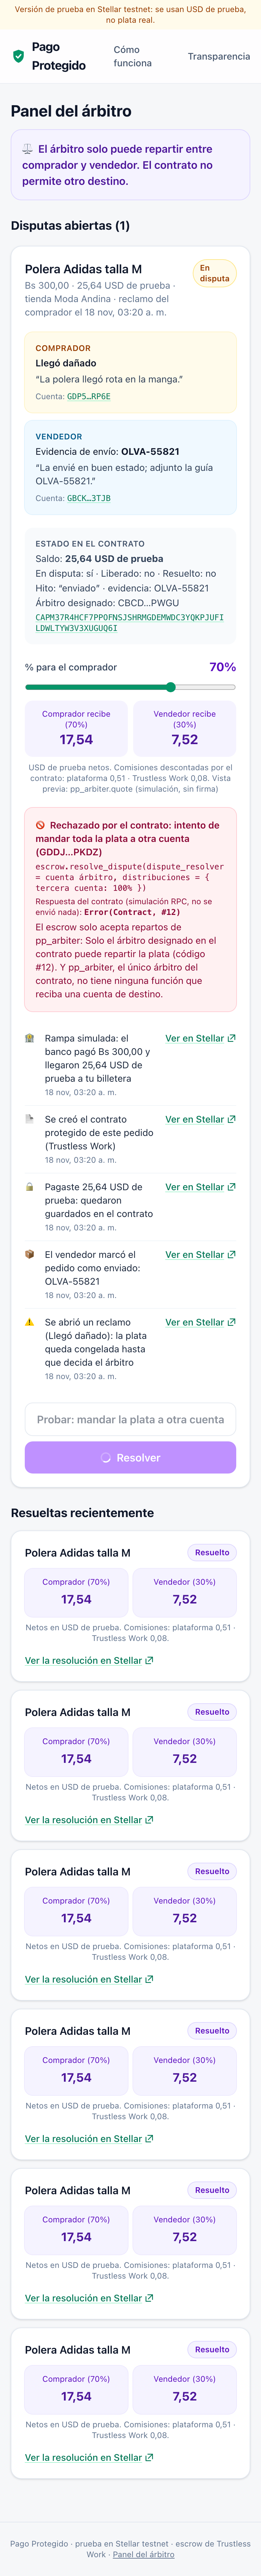 Versión de prueba en Stellar testnet: se usan USD de prueba,
no plata real.
Pago
Protegido
Cómo
funciona
Transparencia
Panel del árbitro
El árbitro solo puede repartir entre
comprador y vendedor. El contrato no
permite otro destino.
Disputas abiertas (1)
Polera Adidas talla M
En
disputa
Bs 300,00 · 25,64 USD de prueba ·
tienda Moda Andina · reclamo del
comprador el 18 nov, 03:20 a. m.
COMPRADOR
Llegó dañado
“La polera llegó rota en la manga.”
Cuenta: GDP5…RP6E
VENDEDOR
Evidencia de envío: OLVA-55821
“La envié en buen estado; adjunto la guía
OLVA-55821.”
Cuenta: GBCK…3TJB
ESTADO EN EL CONTRATO
Saldo: 25,64 USD de prueba
En disputa: sí · Liberado: no · Resuelto: no
Hito: “enviado” · evidencia: OLVA-55821
Árbitro designado: CBCD…PWGU
CAPM37R4HCF7PPOFNSJSHRMGDEMWDC3YQKPJUFI
LDWLTYW3V3XUGUQ6I
% para el comprador
70%
Comprador recibe
(70%)
17,54
Vendedor recibe
(30%)
7,52
USD de prueba netos. Comisiones descontadas por el
contrato: plataforma 0,51 · Trustless Work 0,08. Vista
previa: pp_arbiter.quote (simulación, sin firma)
Rechazado por el contrato: intento de
mandar toda la plata a otra cuenta
(GDDJ...PKDZ)
escrow.resolve_dispute(dispute_resolver
= cuenta árbitro, distribuciones = {
tercera cuenta: 100% })
Respuesta del contrato (simulación RPC, no se
envió nada): Error(Contract, #12)
El escrow solo acepta repartos de
pp_arbiter: Solo el árbitro designado en el
contrato puede repartir la plata (código
#12). Y pp_arbiter, el único árbitro del
contrato, no tiene ninguna función que
reciba una cuenta de destino.
Rampa simulada: el
banco pagó Bs 300,00 y
llegaron 25,64 USD de
prueba a tu billetera
18 nov, 03:20 a. m.
Ver en Stellar
Se creó el contrato
protegido de este pedido
(Trustless Work)
18 nov, 03:20 a. m.
Ver en Stellar
Pagaste 25,64 USD de
prueba: quedaron
guardados en el contrato
18 nov, 03:20 a. m.
Ver en Stellar
El vendedor marcó el
pedido como enviado:
OLVA-55821
18 nov, 03:20 a. m.
Ver en Stellar
Se abrió un reclamo
(Llegó dañado): la plata
queda congelada hasta
que decida el árbitro
18 nov, 03:20 a. m.
Ver en Stellar
Probar: mandar la plata a otra cuenta
Resolver
Resueltas recientemente
Polera Adidas talla M
Resuelto
Comprador (70%)
17,54
Vendedor (30%)
7,52
Netos en USD de prueba. Comisiones: plataforma 0,51 ·
Trustless Work 0,08.
Ver la resolución en Stellar
Polera Adidas talla M
Resuelto
Comprador (70%)
17,54
Vendedor (30%)
7,52
Netos en USD de prueba. Comisiones: plataforma 0,51 ·
Trustless Work 0,08.
Ver la resolución en Stellar
Polera Adidas talla M
Resuelto
Comprador (70%)
17,54
Vendedor (30%)
7,52
Netos en USD de prueba. Comisiones: plataforma 0,51 ·
Trustless Work 0,08.
Ver la resolución en Stellar
Polera Adidas talla M
Resuelto
Comprador (70%)
17,54
Vendedor (30%)
7,52
Netos en USD de prueba. Comisiones: plataforma 0,51 ·
Trustless Work 0,08.
Ver la resolución en Stellar
Polera Adidas talla M
Resuelto
Comprador (70%)
17,54
Vendedor (30%)
7,52
Netos en USD de prueba. Comisiones: plataforma 0,51 ·
Trustless Work 0,08.
Ver la resolución en Stellar
Polera Adidas talla M
Resuelto
Comprador (70%)
17,54
Vendedor (30%)
7,52
Netos en USD de prueba. Comisiones: plataforma 0,51 ·
Trustless Work 0,08.
Ver la resolución en Stellar
Pago Protegido · prueba en Stellar testnet · escrow de Trustless
Work · Panel del árbitro